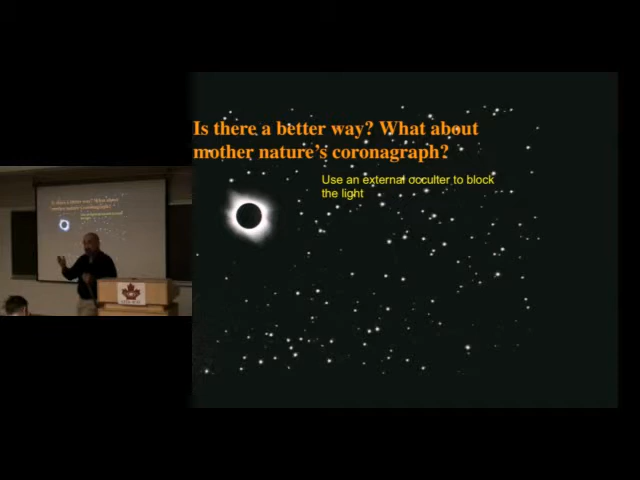 Is there a better way? What about
mother nature's coronagraph?
Use an external occulter to block
the light